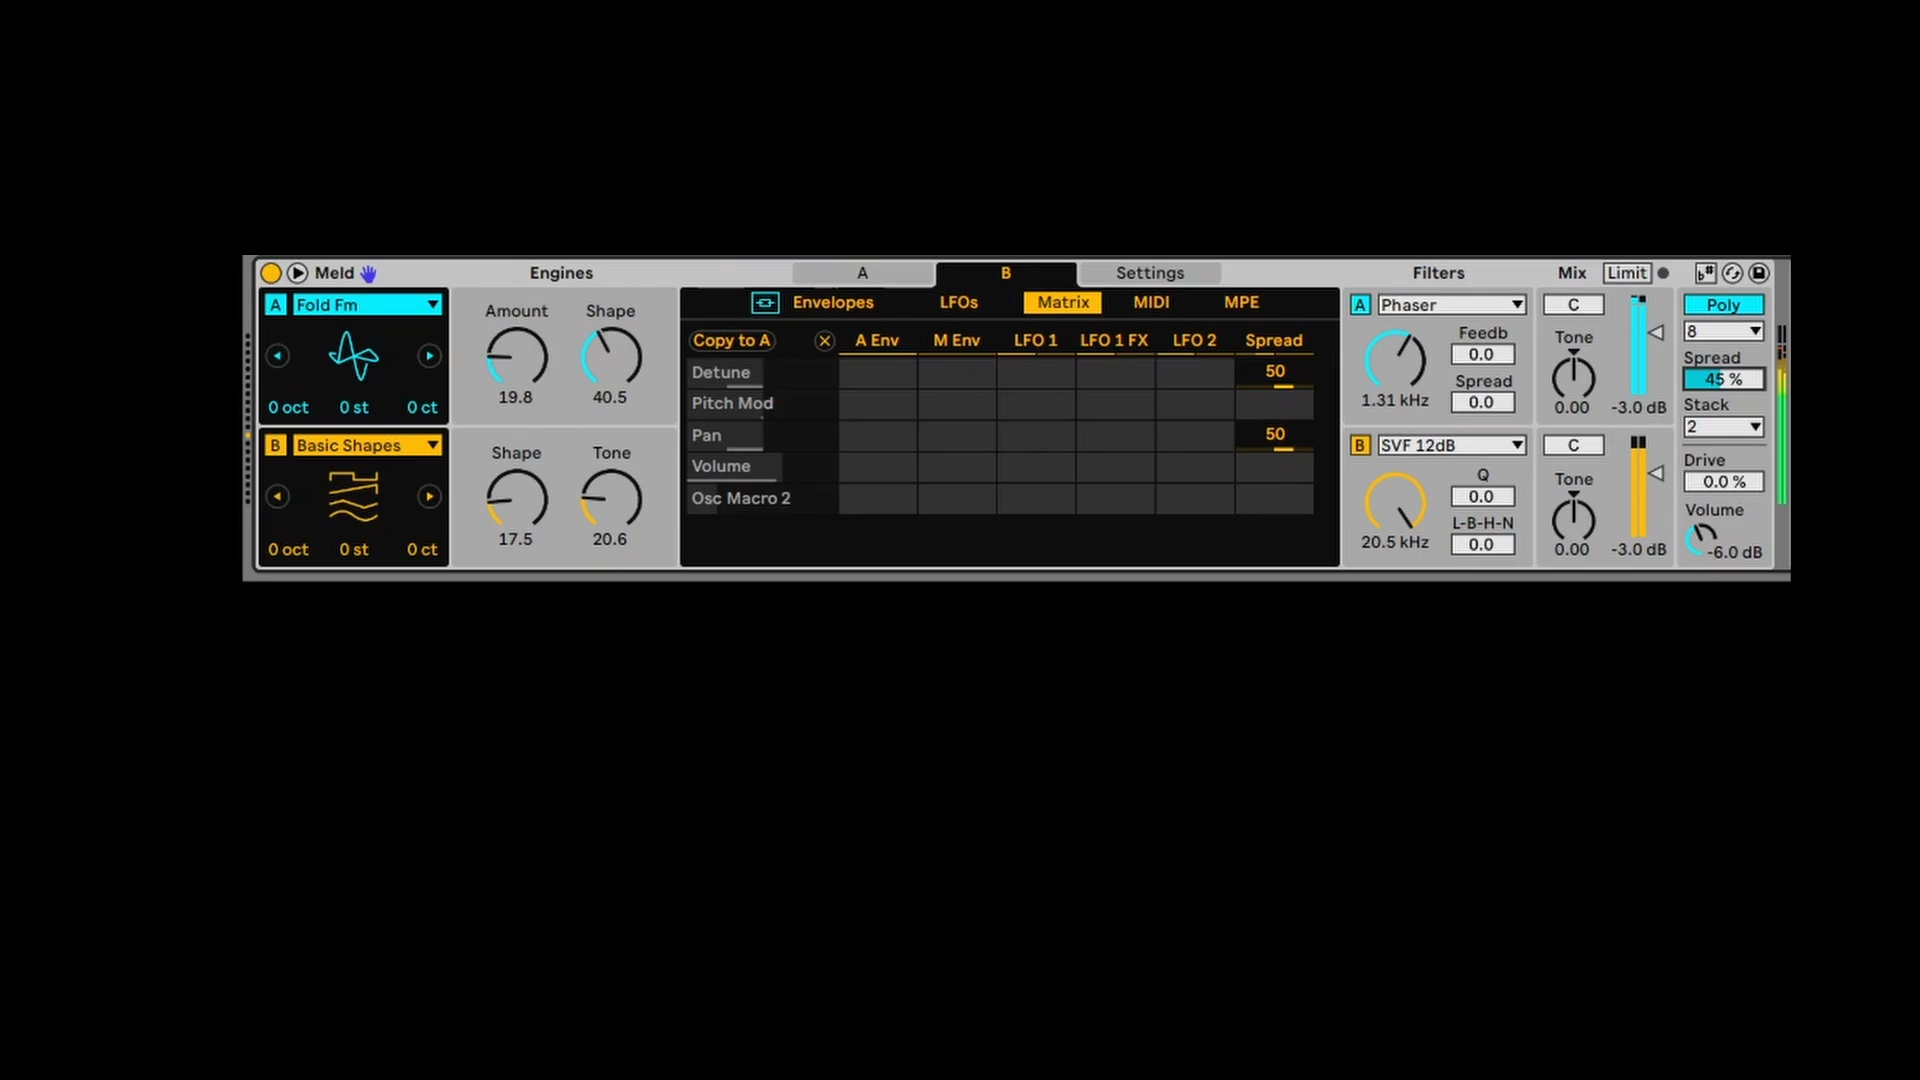 Meld Engines A B Settings Filters Mix Limit
A Fold Fm
0 oct 0 st 0 ct
Amount Shape
19.8 40.5
B Basic Shapes
0 oct 0 st 0 ct
Shape Tone
17.5 20.6
Envelopes LFOs Matrix MIDI MPE
Copy to A A Env M Env LFO 1 LFO 1 FX LFO 2 Spread
Detune 50
Pitch Mod
Pan 50
Volume
Osc Macro 2
A Phaser
Feedb
0.0
Spread
0.0
1.31 kHz
B SVF 12dB
Q
0.0
L-B-H-N
0.0
20.5 kHz
C
Tone
0.00 -3.0 dB
C
Tone
0.00 -3.0 dB
Poly
8
Spread
45 %
Stack
2
Drive
0.0 %
Volume
-6.0 dB